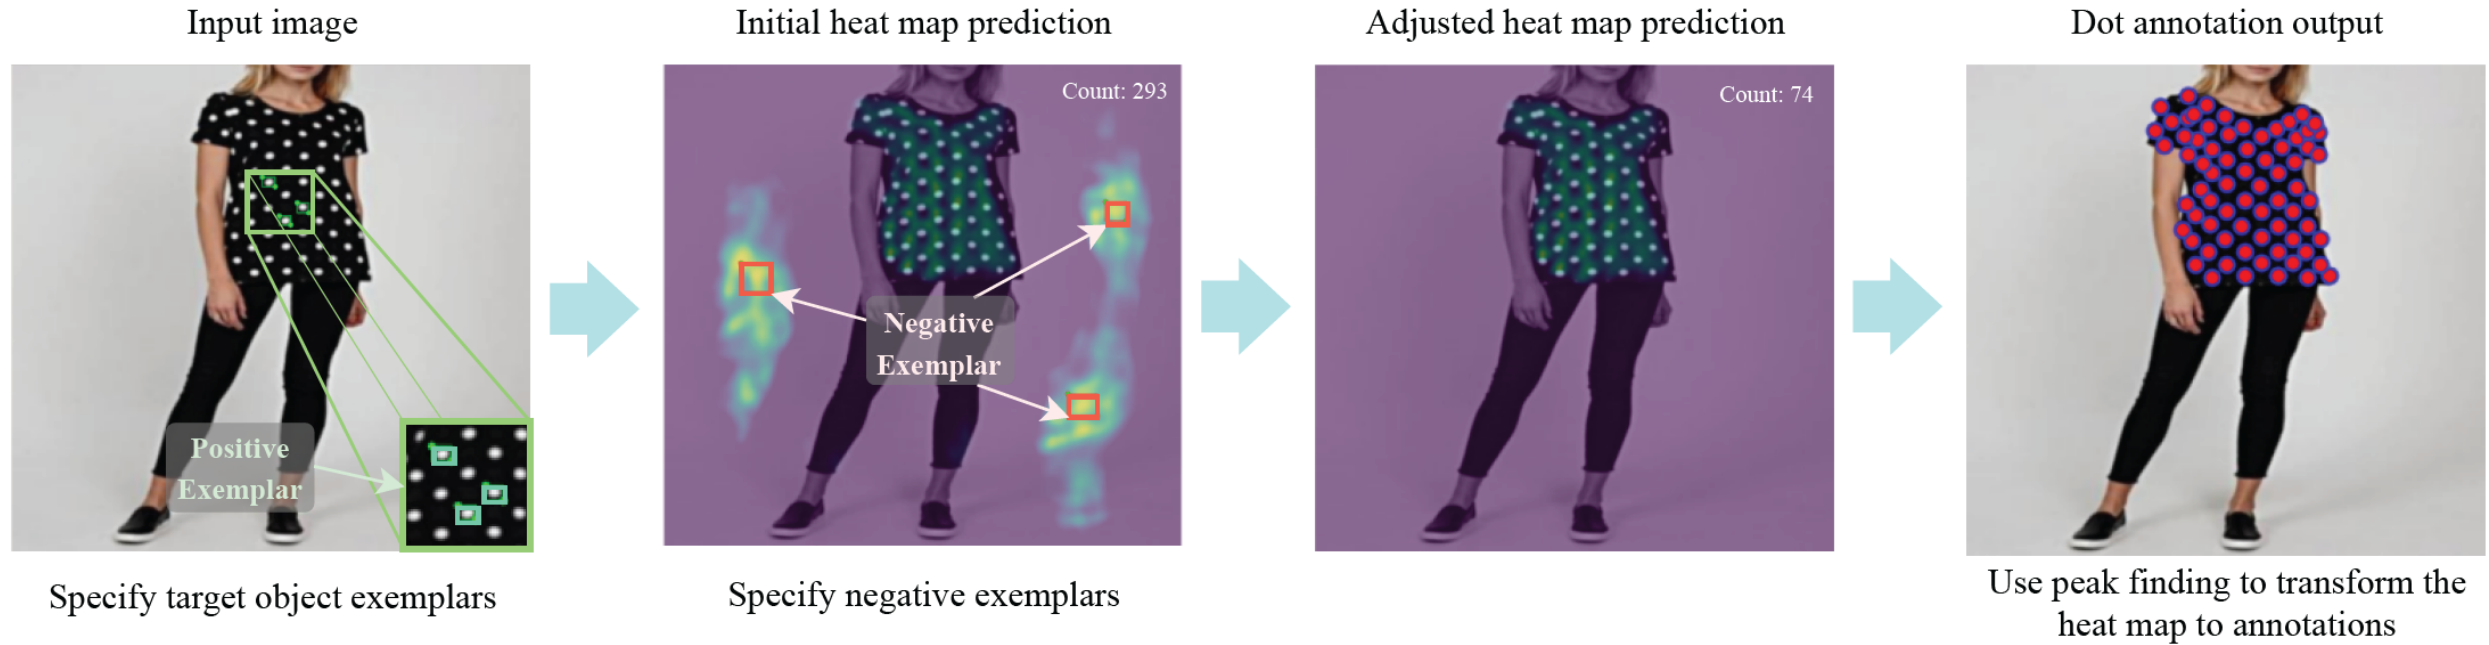 Input image
Initial heat map prediction
Adjusted heat map prediction
Dot annotation output
Count: 293
Count: 74
Negative
Exemplar
Positive
Exemplar
Specify target object exemplars
Specify negative exemplars
Use peak finding to transform the
heat map to annotations